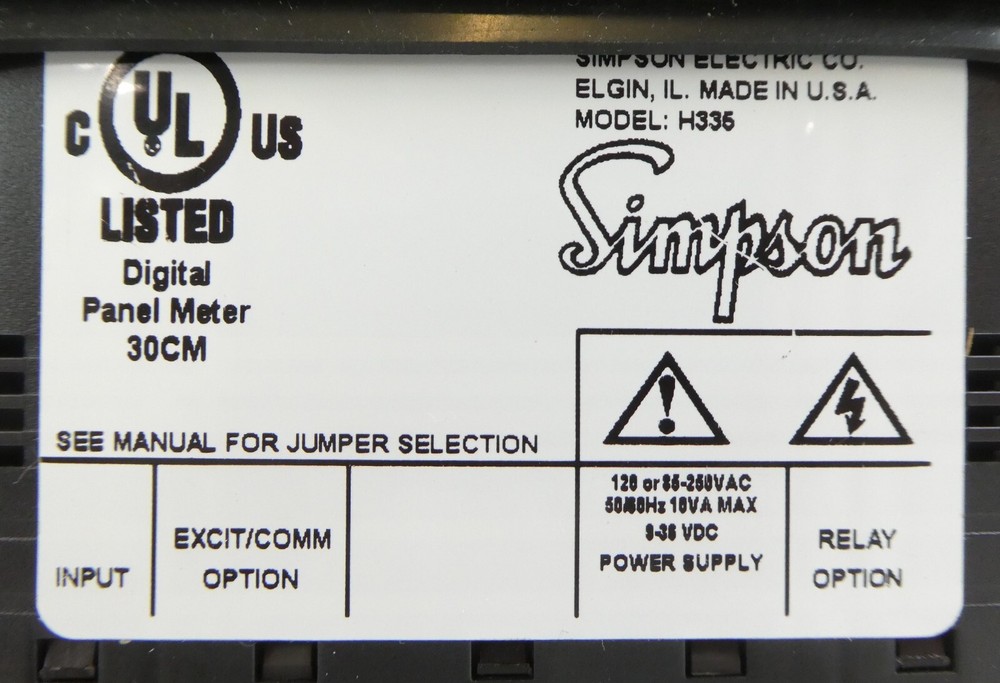 C UL US
LISTED
Digital
Panel Meter
30CM
SIMPSON ELECTRIC CO.
ELGIN, IL. MADE IN U.S.A.
MODEL: H335
Simpson
SEE MANUAL FOR JUMPER SELECTION
INPUT
EXCIT/COMM
OPTION
120 or 85-250VAC
50/60Hz 10VA MAX
9-36 VDC
POWER SUPPLY
RELAY
OPTION